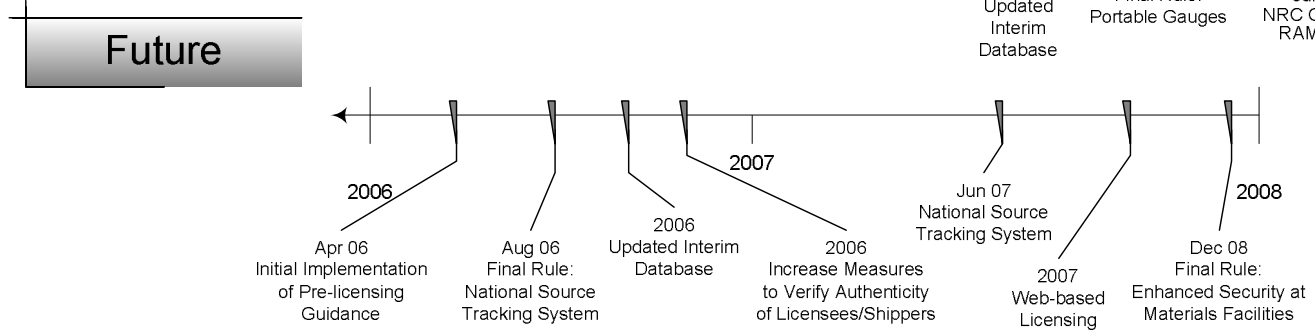 Future
Updated
Interim
Database
Portable Gauges
2006
2007
2008
Apr 06
Initial Implementation
of Pre-licensing
Guidance
Aug 06
Final Rule:
National Source
Tracking System
2006
Updated Interim
Database
2006
Increase Measures
to Verify Authenticity
of Licensees/Shippers
Jun 07
National Source
Tracking System
2007
Web-based
Licensing
Dec 08
Final Rule:
Enhanced Security at
Materials Facilities